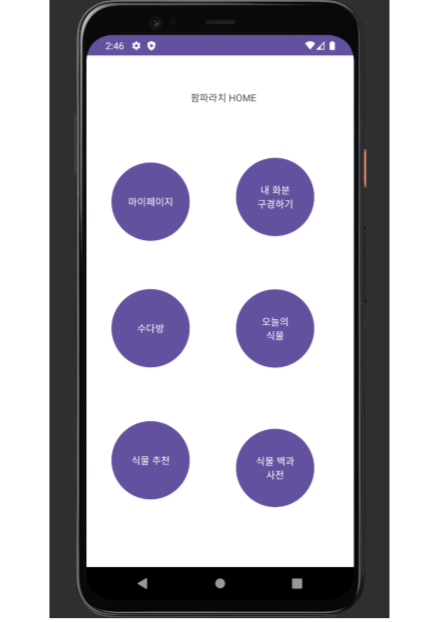 2:46
팜파라치 HOME
마이페이지
내 화분
구경하기
수다방
오늘의
식물
식물 추천
식물 백과
사전